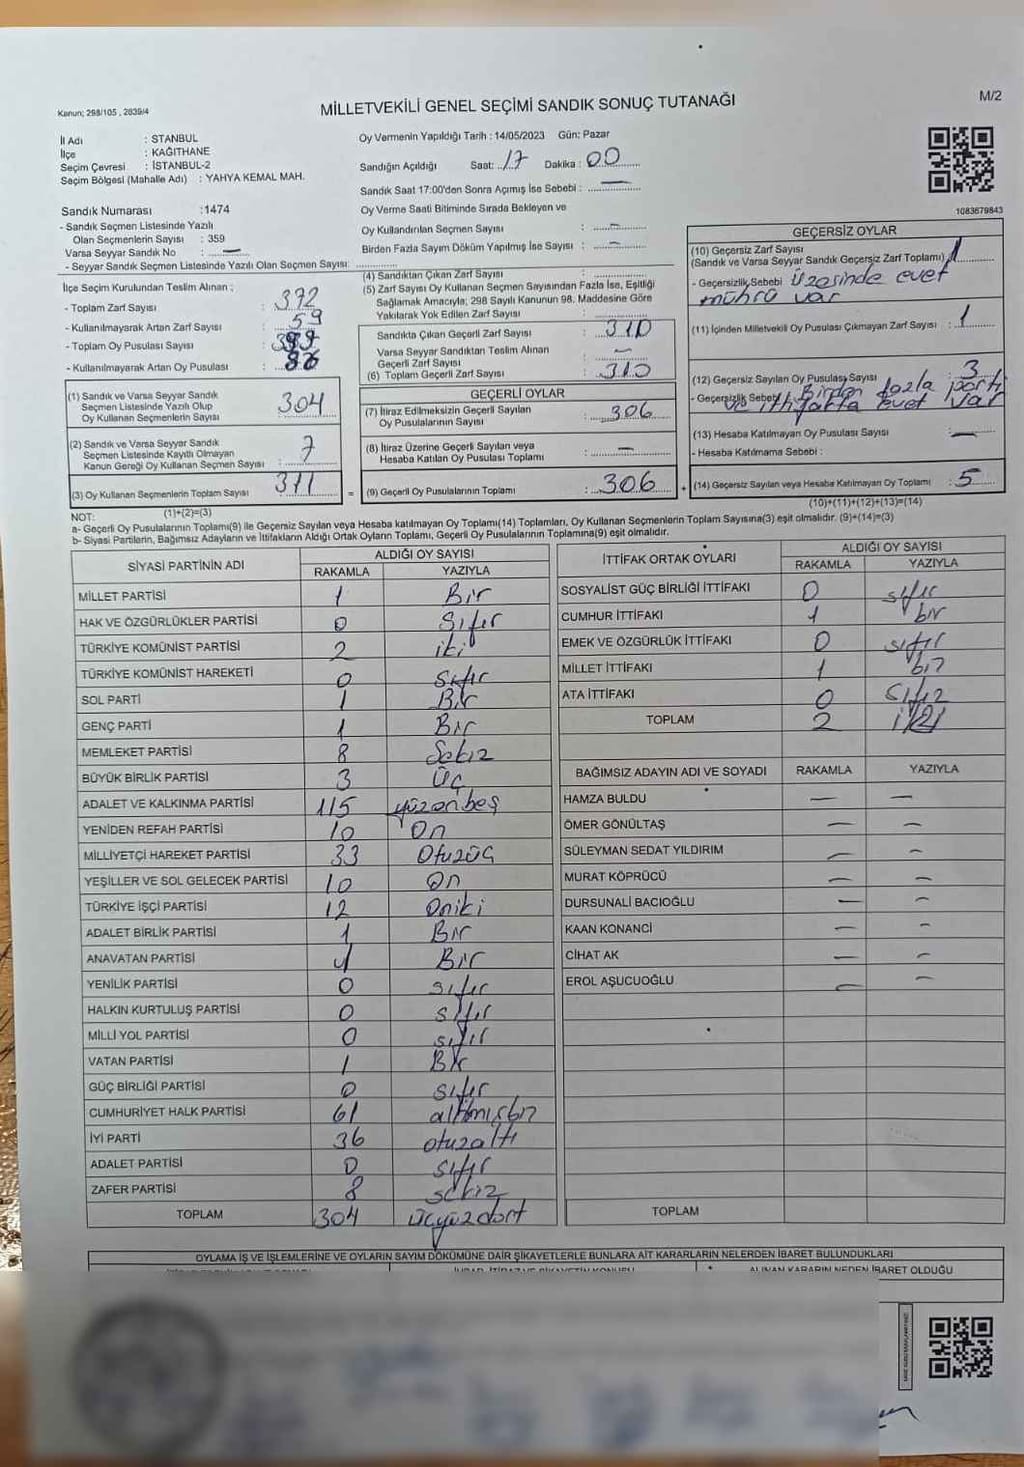 Kanun; 298/105 , 2839/4
MİLLETVEKİLİ GENEL SEÇİMİ SANDIK SONUÇ TUTANAĞI
M/2
İl Adı : STANBUL
İlçe : KAĞITHANE
Seçim Çevresi : İSTANBUL-2
Seçim Bölgesi (Mahalle Adı) : YAHYA KEMAL MAH.
Oy Vermenin Yapıldığı Tarih : 14/05/2023 Gün: Pazar
Sandığın Açıldığı Saat: 17 Dakika : 00
Sandık Saat 17:00'den Sonra Açımış İse Sebebi : —
Oy Verme Saati Bitiminde Sırada Bekleyen ve
Oy Kullandırılan Seçmen Sayısı : —
Birden Fazla Sayım Döküm Yapılmış İse Sayısı : —
Sandık Numarası :1474
- Sandık Seçmen Listesinde Yazılı
Olan Seçmenlerin Sayısı : 359
Varsa Seyyar Sandık No : —
- Seyyar Sandık Seçmen Listesinde Yazılı Olan Seçmen Sayısı:
İlçe Seçim Kurulundan Teslim Alınan ;
- Toplam Zarf Sayısı : 372
- Kullanılmayarak Artan Zarf Sayısı : 59
- Toplam Oy Pusulası Sayısı :
- Kullanılmayarak Artan Oy Pusulası :
(1) Sandık ve Varsa Seyyar Sandık
Seçmen Listesinde Yazılı Olup
Oy Kullanan Seçmenlerin Sayısı 304
(2) Sandık ve Varsa Seyyar Sandık
Seçmen Listesinde Kayıtlı Olmayan
Kanun Gereği Oy Kullanan Seçmen Sayısı : 7
(3) Oy Kullanan Seçmenlerin Toplam Sayısı : 311
(1)+(2)=(3)
(4) Sandıktan Çıkan Zarf Sayısı :
(5) Zarf Sayısı Oy Kullanan Seçmen Sayısından Fazla İse, Eşitliği
Sağlamak Amacıyla; 298 Sayılı Kanunun 98. Maddesine Göre
Yakılarak Yok Edilen Zarf Sayısı :
Sandıkta Çıkan Geçerli Zarf Sayısı : 310
Varsa Seyyar Sandıktan Teslim Alınan
Geçerli Zarf Sayısı : —
(6) Toplam Geçerli Zarf Sayısı : 310
GEÇERLİ OYLAR
(7) İtiraz Edilmeksizin Geçerli Sayılan
Oy Pusulalarının Sayısı : 306
(8) İtiraz Üzerine Geçerli Sayılan veya
Hesaba Katılan Oy Pusulası Toplamı : —
= (9) Geçerli Oy Pusulalarının Toplamı : 306 +
1083679843
GEÇERSİZ OYLAR
(10) Geçersiz Zarf Sayısı
(Sandık ve Varsa Seyyar Sandık Geçersiz Zarf Toplamı) 1
- Geçersizlik Sebebi Üzesinde evet
mührü var
(11) İçinden Milletvekili Oy Pusulası Çıkmayan Zarf Sayısı : 1
(12) Geçersiz Sayılan Oy Pusulası Sayısı : 3
- Geçersizlik Sebebi Birden fazla parti
ve ittifakta evet var
(13) Hesaba Katılmayan Oy Pusulası Sayısı : —
- Hesaba Katılmama Sebebi :
(14) Geçersiz Sayılan veya Hesaba Katılmayan Oy Toplamı : 5
(10)+(11)+(12)+(13)=(14)
NOT:
a- Geçerli Oy Pusulalarının Toplamı(9) ile Geçersiz Sayılan veya Hesaba katılmayan Oy Toplamı(14) Toplamları, Oy Kullanan Seçmenlerin Toplam Sayısına(3) eşit olmalıdır. (9)+(14)=(3)
b- Siyasi Partilerin, Bağımsız Adayların ve İttifakların Aldığı Ortak Oyların Toplamı, Geçerli Oy Pusulalarının Toplamına(9) eşit olmalıdır.
SİYASİ PARTİNİN ADI ALDIĞI OY SAYISI
RAKAMLA YAZIYLA
MİLLET PARTİSİ 1 Bir
HAK VE ÖZGÜRLÜKLER PARTİSİ 0 Sıfır
TÜRKİYE KOMÜNİST PARTİSİ 2 iki
TÜRKİYE KOMÜNİST HAREKETİ 0 Sıfır
SOL PARTİ 1 Bir
GENÇ PARTİ 1 Bir
MEMLEKET PARTİSİ 8 Sekiz
BÜYÜK BİRLİK PARTİSİ 3 Üç
ADALET VE KALKINMA PARTİSİ 115 yüzonbeş
YENİDEN REFAH PARTİSİ 10 On
MİLLİYETÇİ HAREKET PARTİSİ 33 Otuzüç
YEŞİLLER VE SOL GELECEK PARTİSİ 10 On
TÜRKİYE İŞÇİ PARTİSİ 12 Oniki
ADALET BİRLİK PARTİSİ 1 Bir
ANAVATAN PARTİSİ 1 Bir
YENİLİK PARTİSİ 0 sıfır
HALKIN KURTULUŞ PARTİSİ 0 sıfır
MİLLİ YOL PARTİSİ 0 sıfır
VATAN PARTİSİ 1 Bir
GÜÇ BİRLİĞİ PARTİSİ 0 sıfır
CUMHURİYET HALK PARTİSİ 61 altmışbir
İYİ PARTİ 36 otuzaltı
ADALET PARTİSİ 0 sıfır
ZAFER PARTİSİ 8 sekiz
TOPLAM 304 üçyüzdört
İTTİFAK ORTAK OYLARI ALDIĞI OY SAYISI
RAKAMLA YAZIYLA
SOSYALİST GÜÇ BİRLİĞİ İTTİFAKI 0 sıfır
CUMHUR İTTİFAKI 1 bir
EMEK VE ÖZGÜRLÜK İTTİFAKI 0 sıfır
MİLLET İTTİFAKI 1 bir
ATA İTTİFAKI 0 sıfır
TOPLAM 2
BAĞIMSIZ ADAYIN ADI VE SOYADI RAKAMLA YAZIYLA
HAMZA BULDU — —
ÖMER GÖNÜLTAŞ — —
SÜLEYMAN SEDAT YILDIRIM — —
MURAT KÖPRÜCÜ — —
DURSUNALİ BACIOĞLU — —
KAAN KONANCİ — —
CİHAT AK — —
EROL AŞUCUOĞLU — —
TOPLAM
OYLAMA İŞ VE İŞLEMLERİNE VE OYLARIN SAYIM DÖKÜMÜNE DAİR ŞİKAYETLERLE BUNLARA AİT KARARLARIN NELERDEN İBARET BULUNDUKLARI
ALINAN KARARIN NEDEN İBARET OLDUĞU